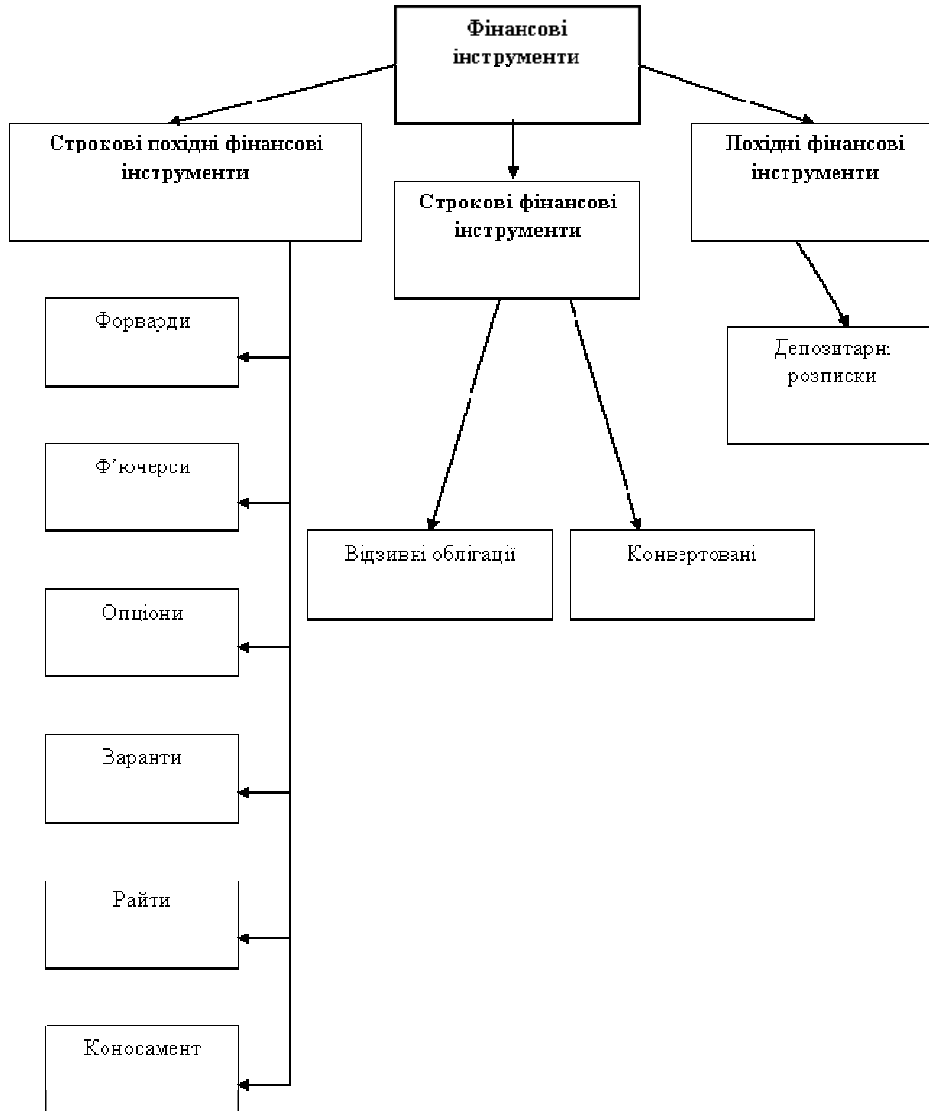 Фінансові
інструменти
Строкові похідні фінансові
інструменти
Строкові фінансові
інструменти
Похідні фінансові
інструменти
Форварди
Ф'ючерси
Опціони
Заранти
Райти
Коносамент
Відзивні облігації
Конвертовані
Депозитарні
розписки